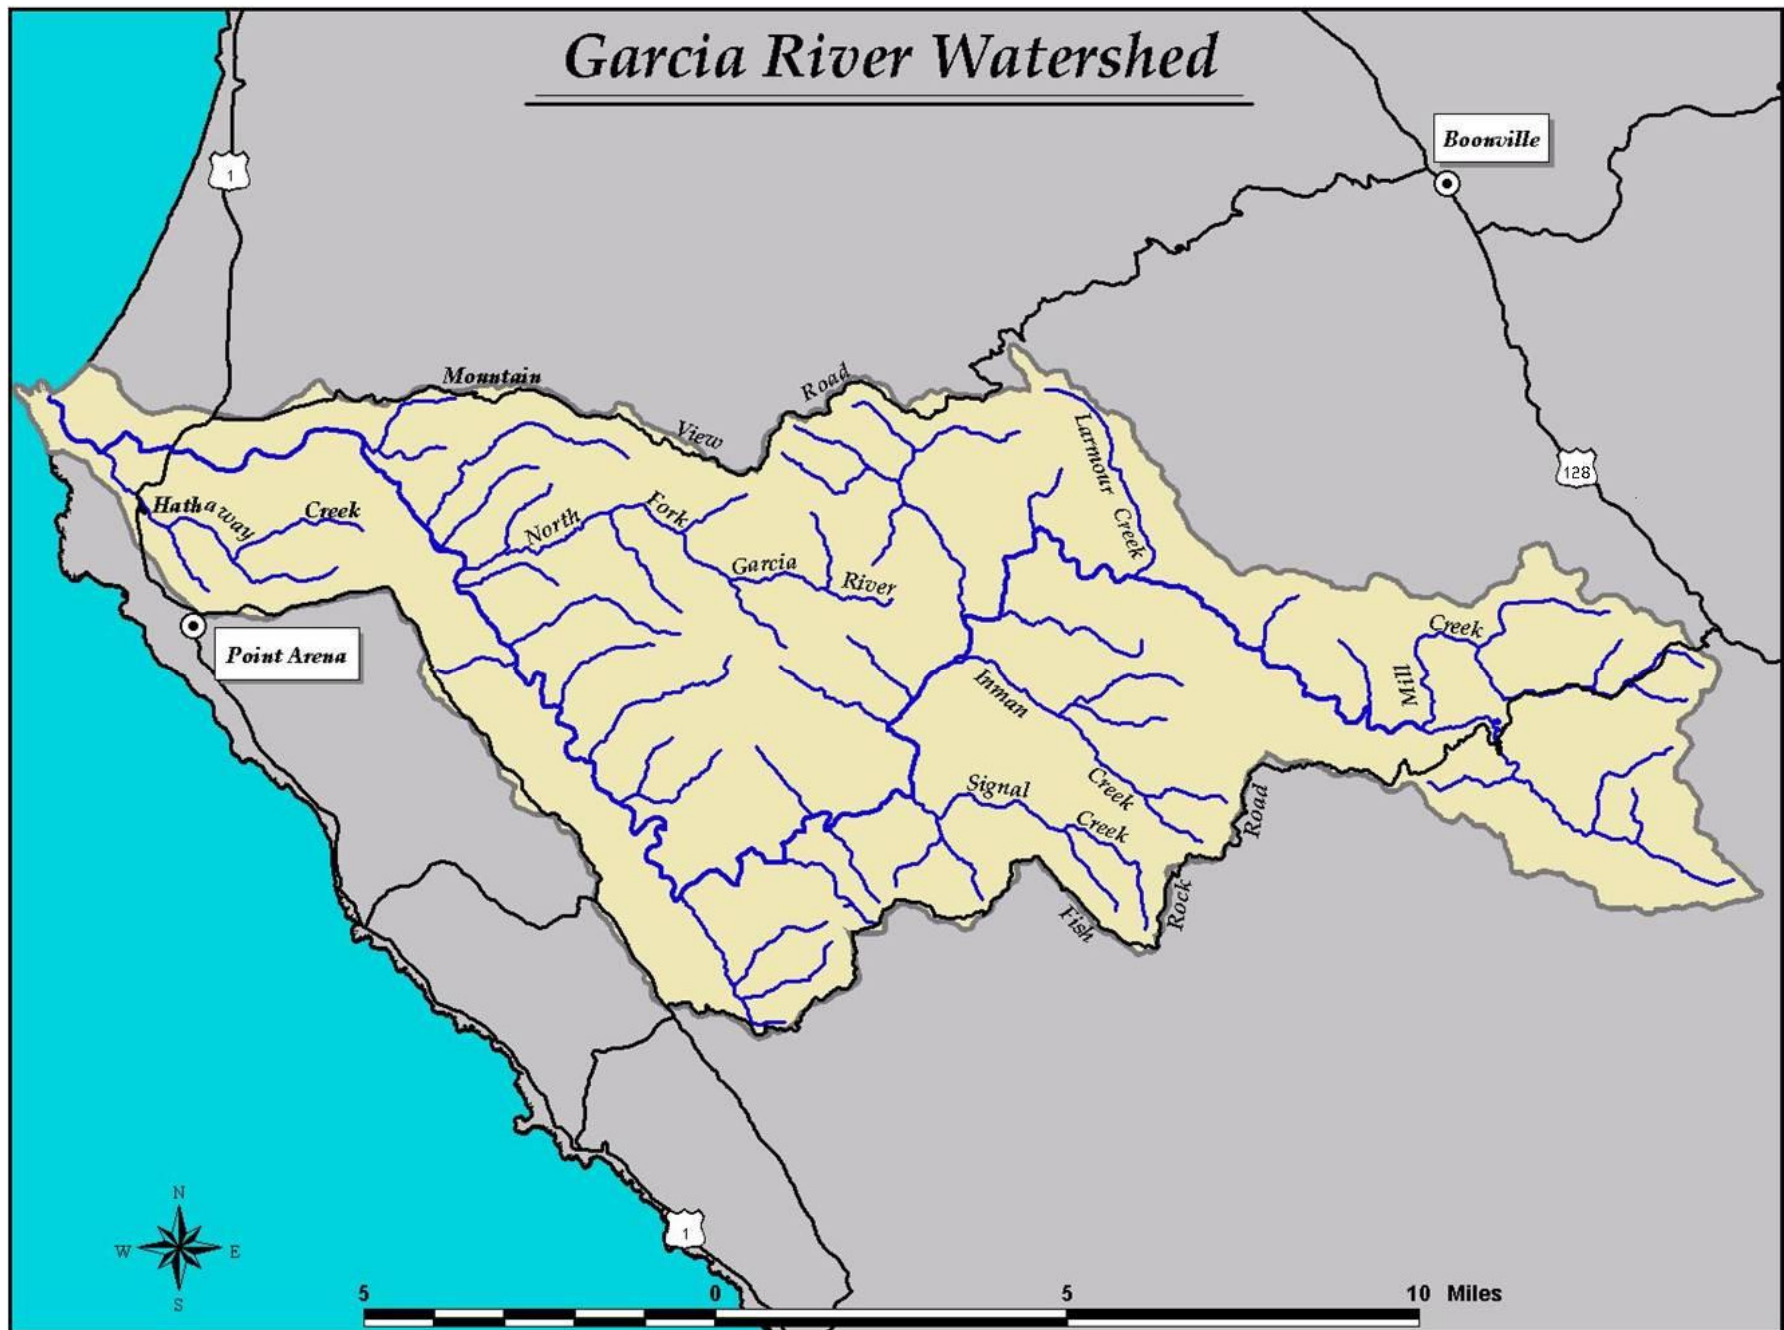 Garcia River Watershed
Boonville
1
Mountain
View
Road
Larmour
Creek
128
Hathaway
Creek
North
Fork
Garcia
River
Creek
Mill
Point Arena
Inman
Creek
Signal
Creek
Road
Rock
Fish
N
W
E
S
1
5
0
5
10 Miles